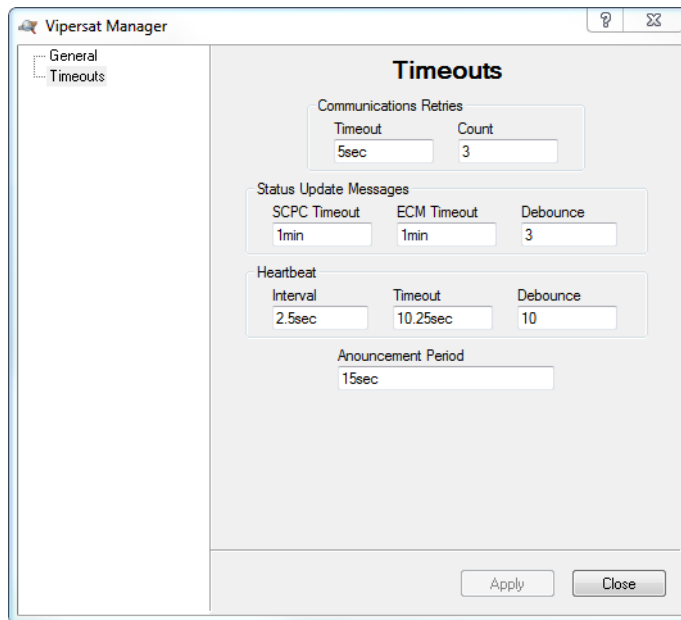 Vipersat Manager
General
Timeouts
Timeouts
Communications Retries
Timeout Count
5sec 3
Status Update Messages
SCPC Timeout ECM Timeout Debounce
1min 1min 3
Heartbeat
Interval Timeout Debounce
2.5sec 10.25sec 10
Anouncement Period
15sec
Apply Close